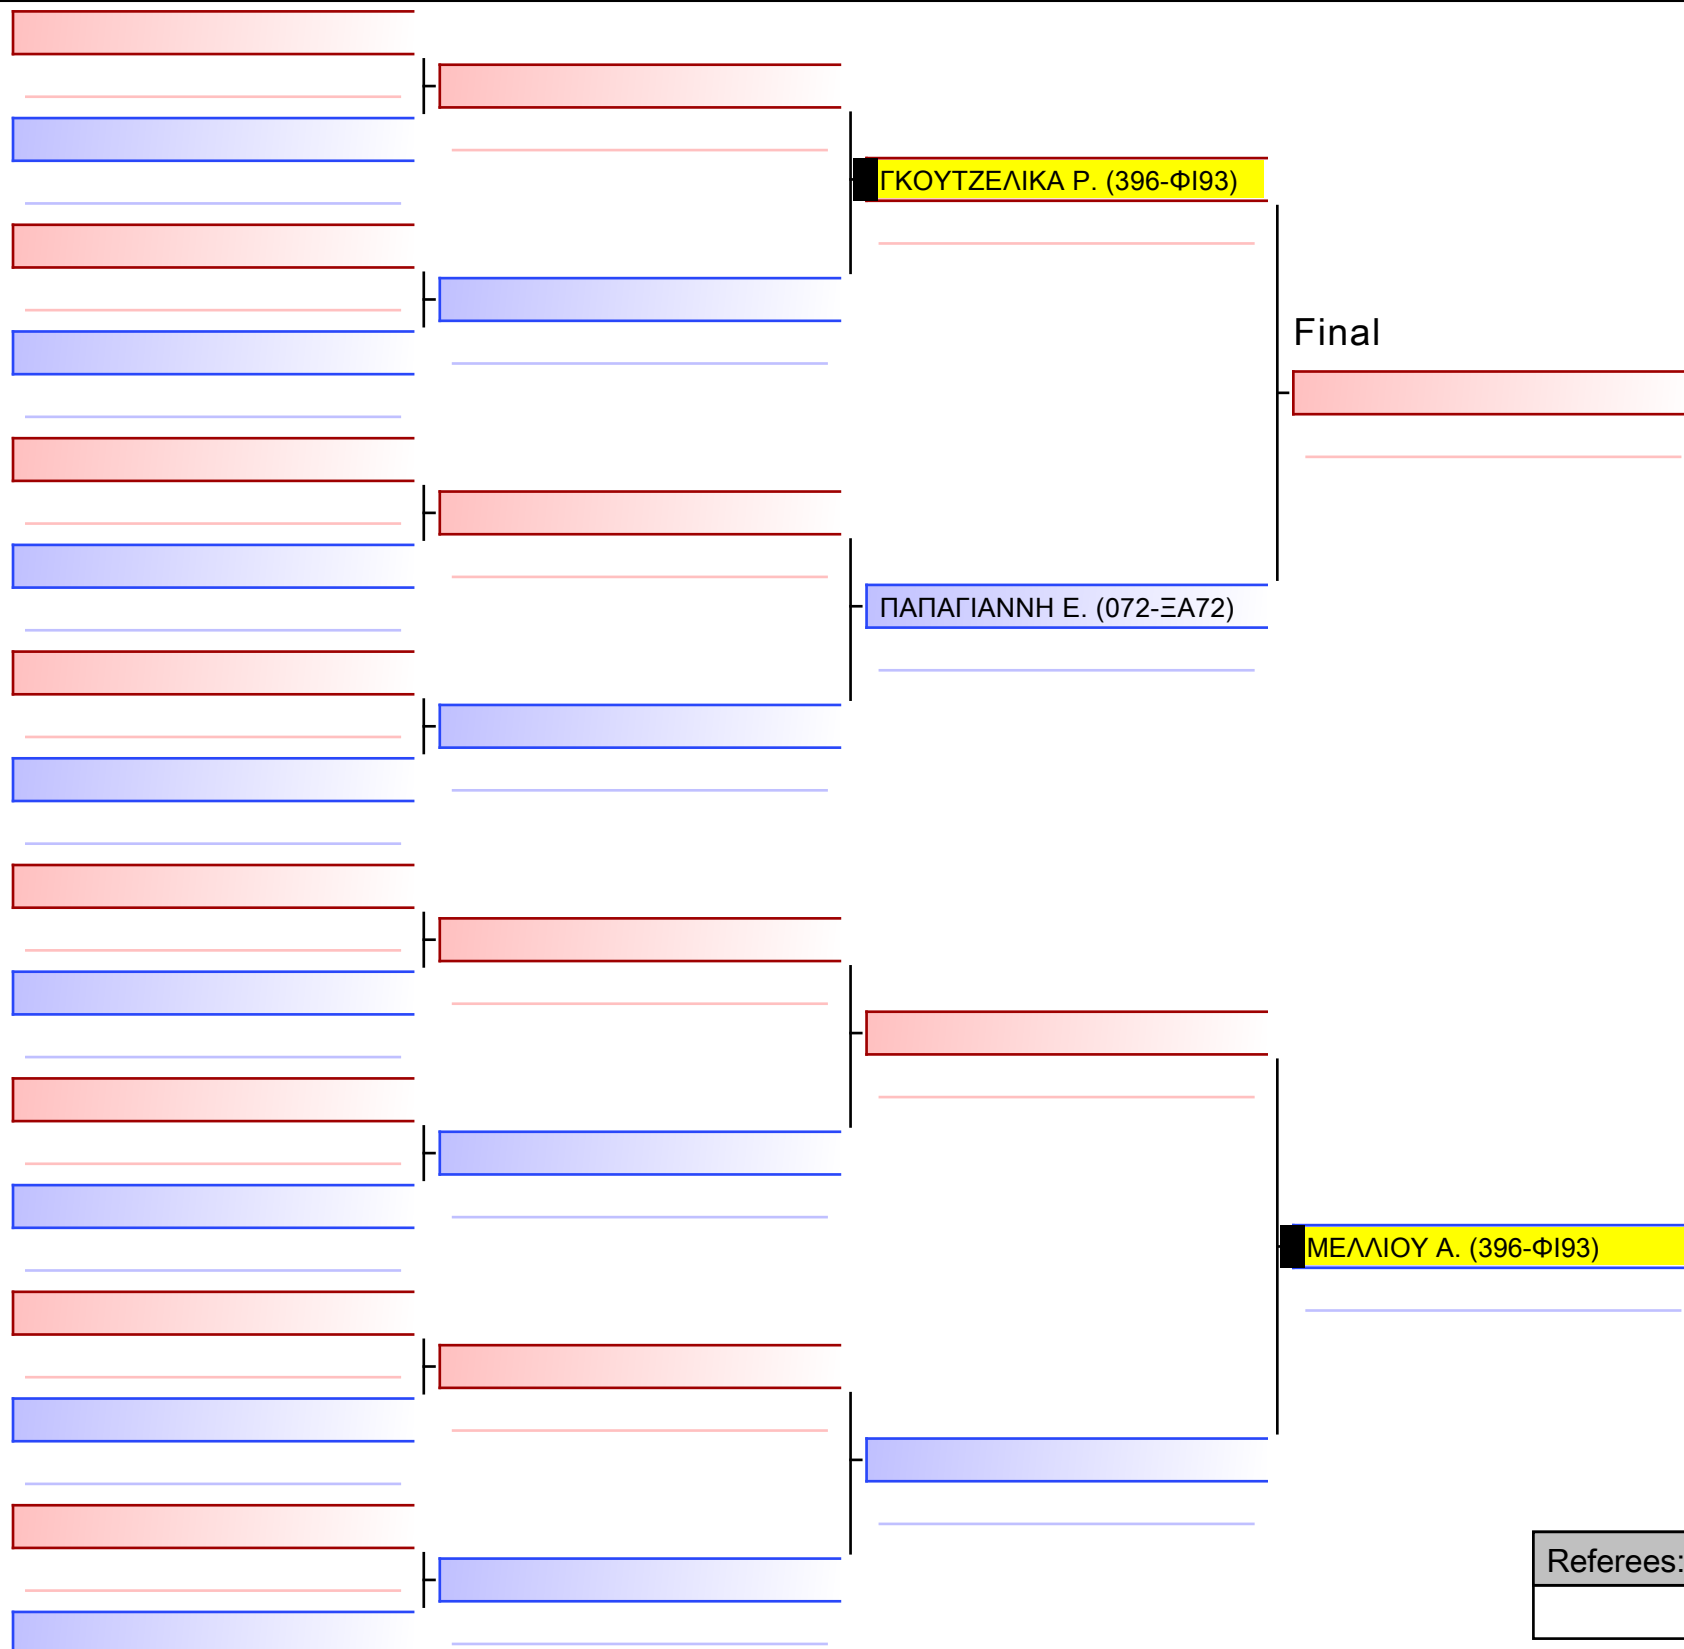 ΓΚΟΥΤΖΕΛΙΚΑ Ρ. (396-ΦΙ93)
Final
ΠΑΠΑΓΙΑΝΝΗ Ε. (072-ΞΑ72)
ΜΕΛΛΙΟΥ Α. (396-ΦΙ93)
Referees: